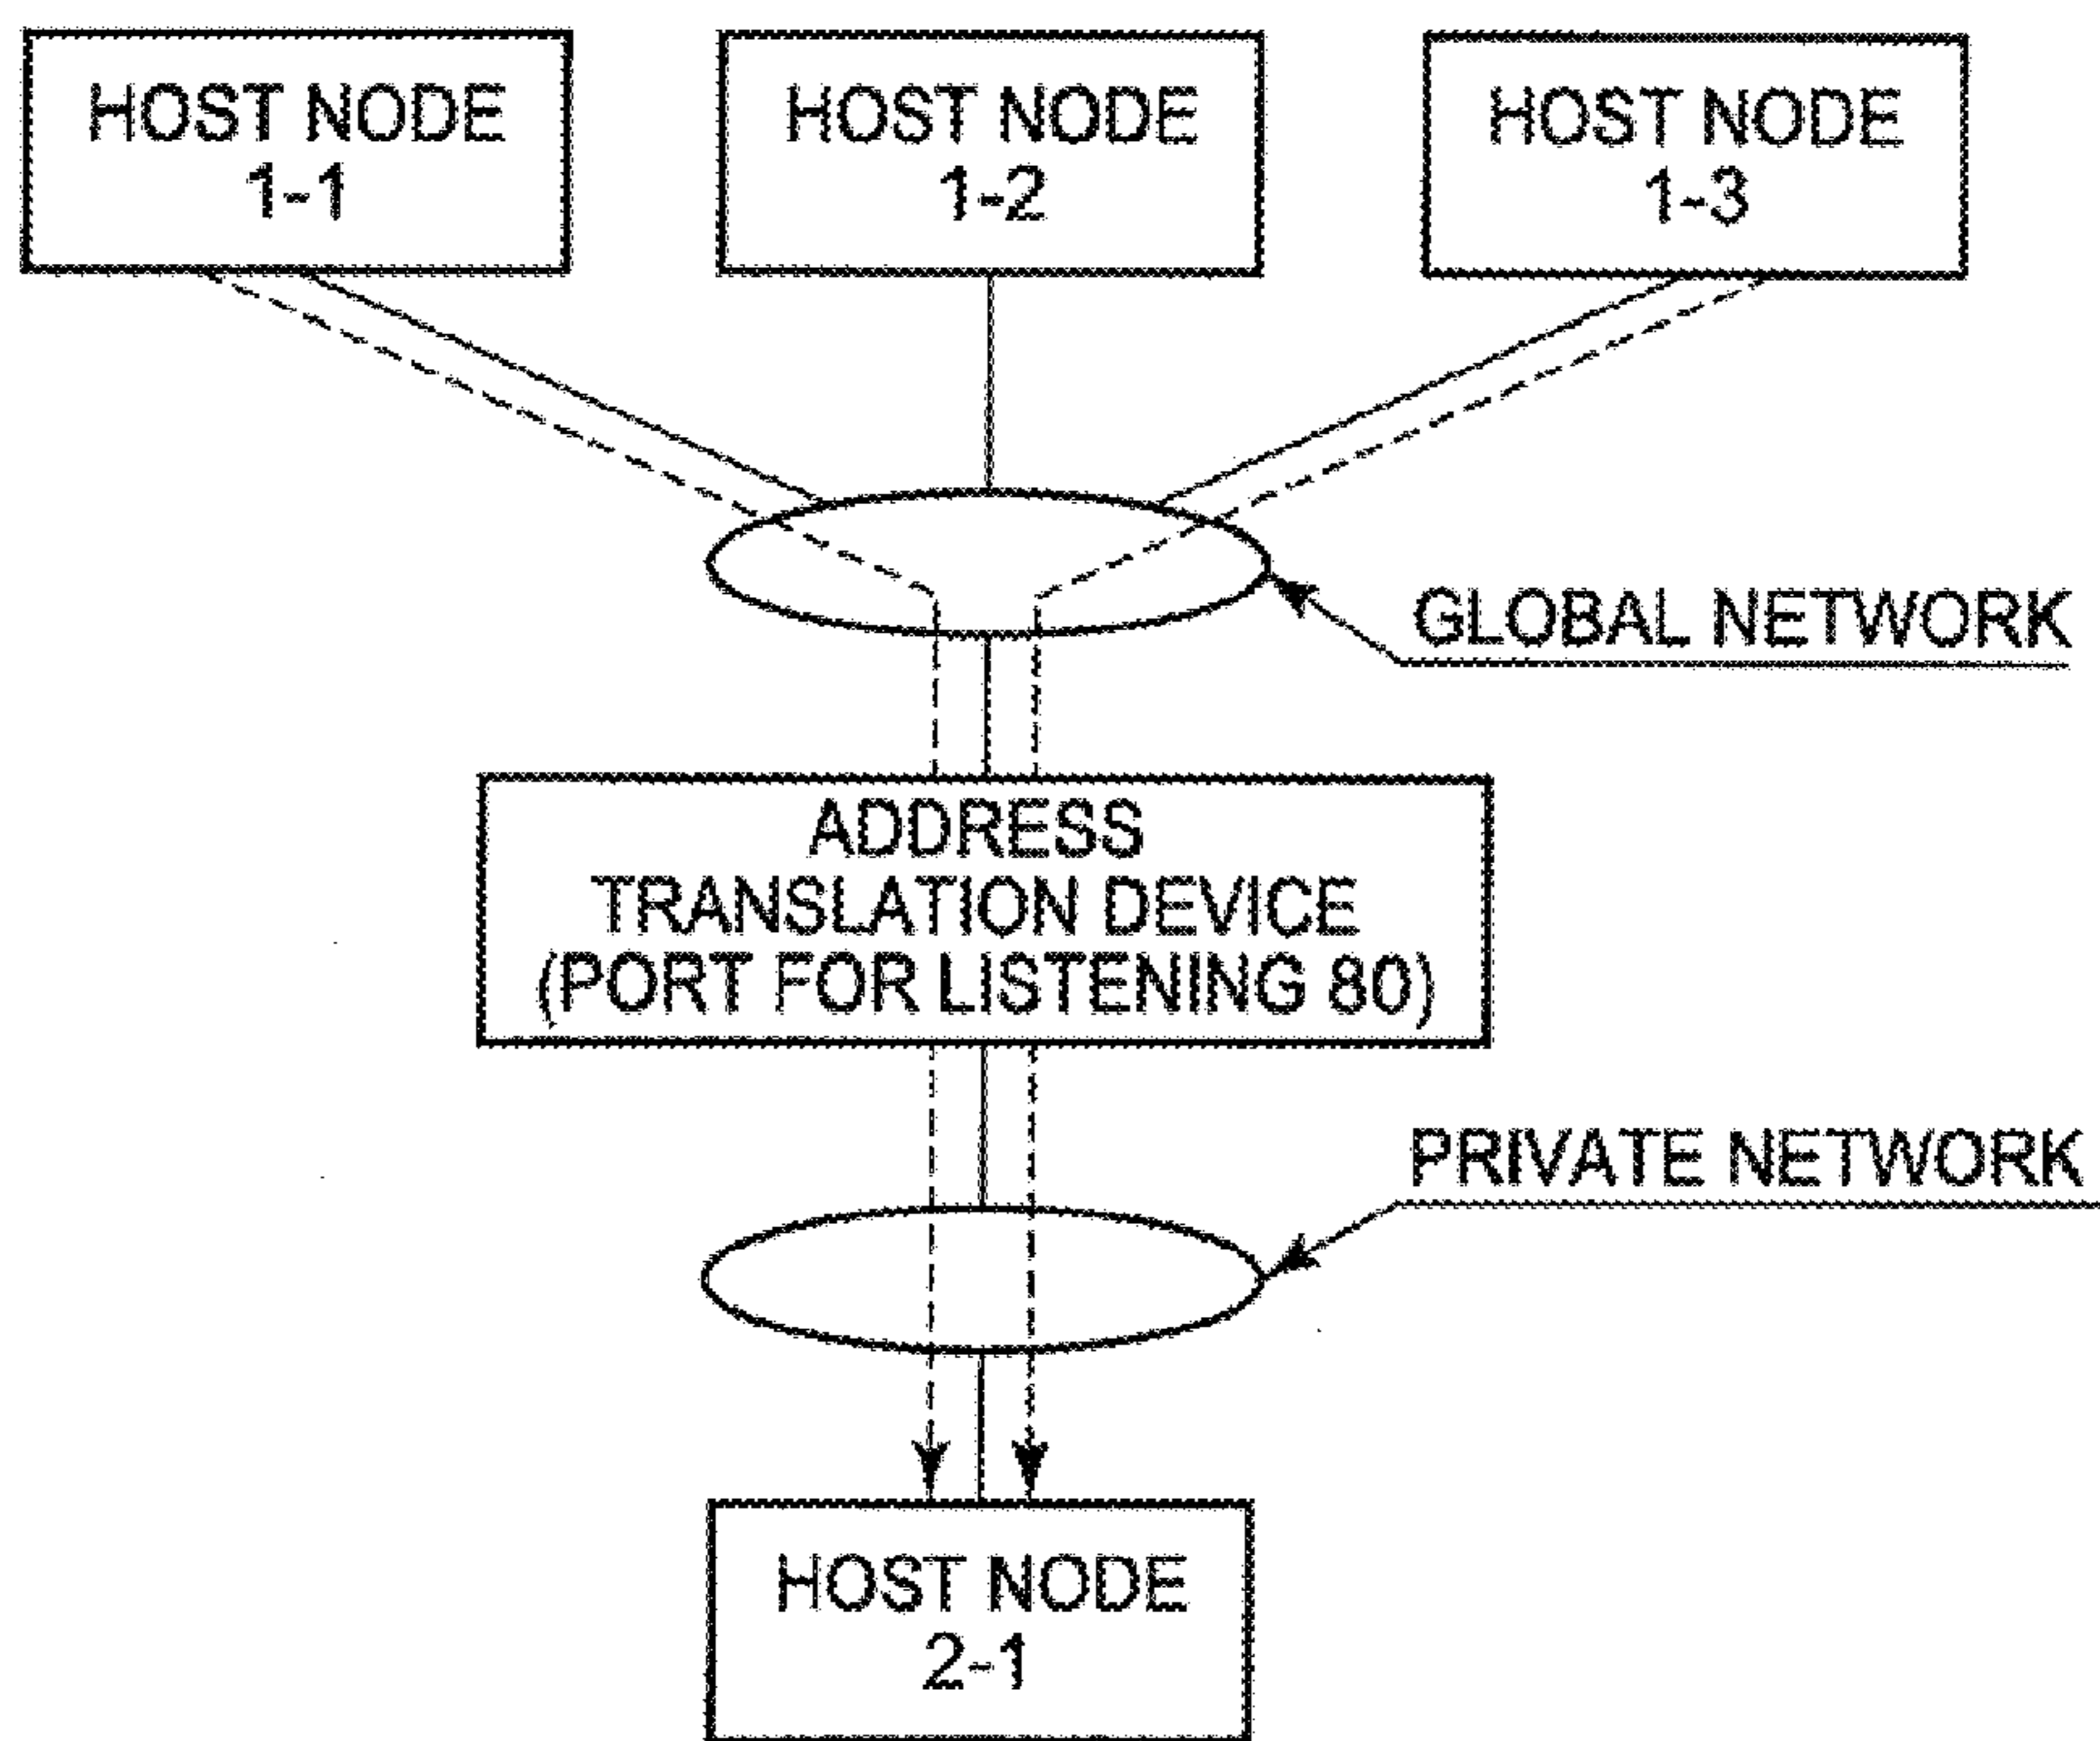 HOST NODE
1-1
HOST NODE
1-2
HOST NODE
1-3
GLOBAL NETWORK
ADDRESS
TRANSLATION DEVICE
(PORT FOR LISTENING 80)
PRIVATE NETWORK
HOST NODE
2-1